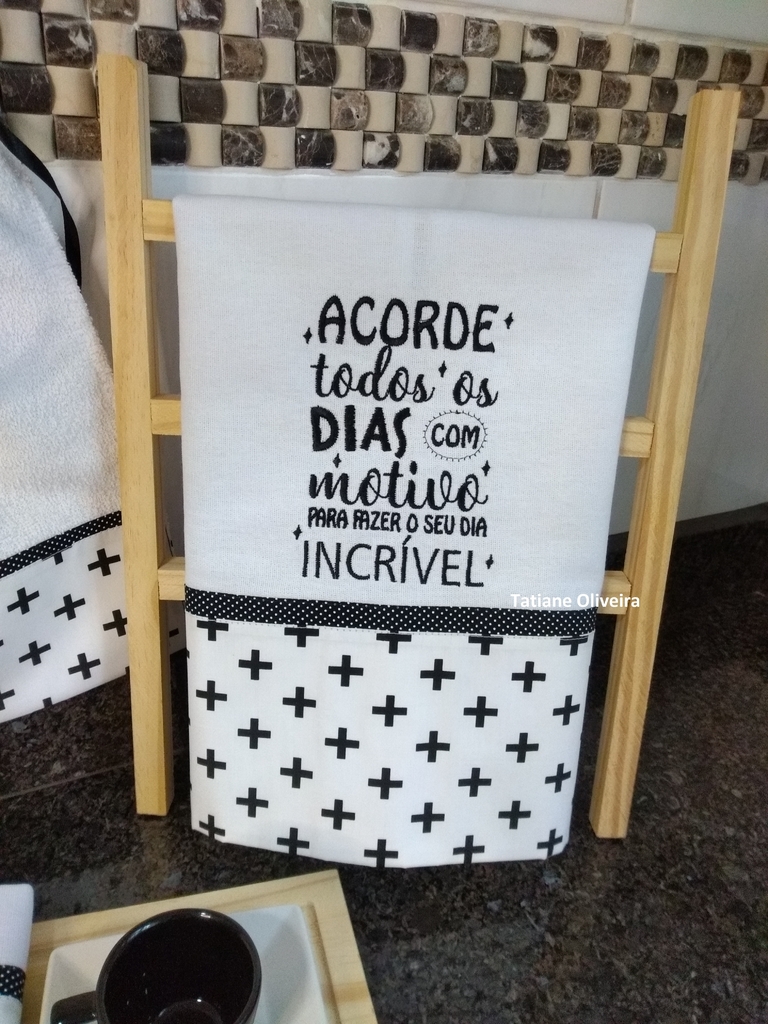 ACORDE
todos os
DIAS COM
motivo
PARA FAZER O SEU DIA
INCRÍVEL
Tatiane Oliveira